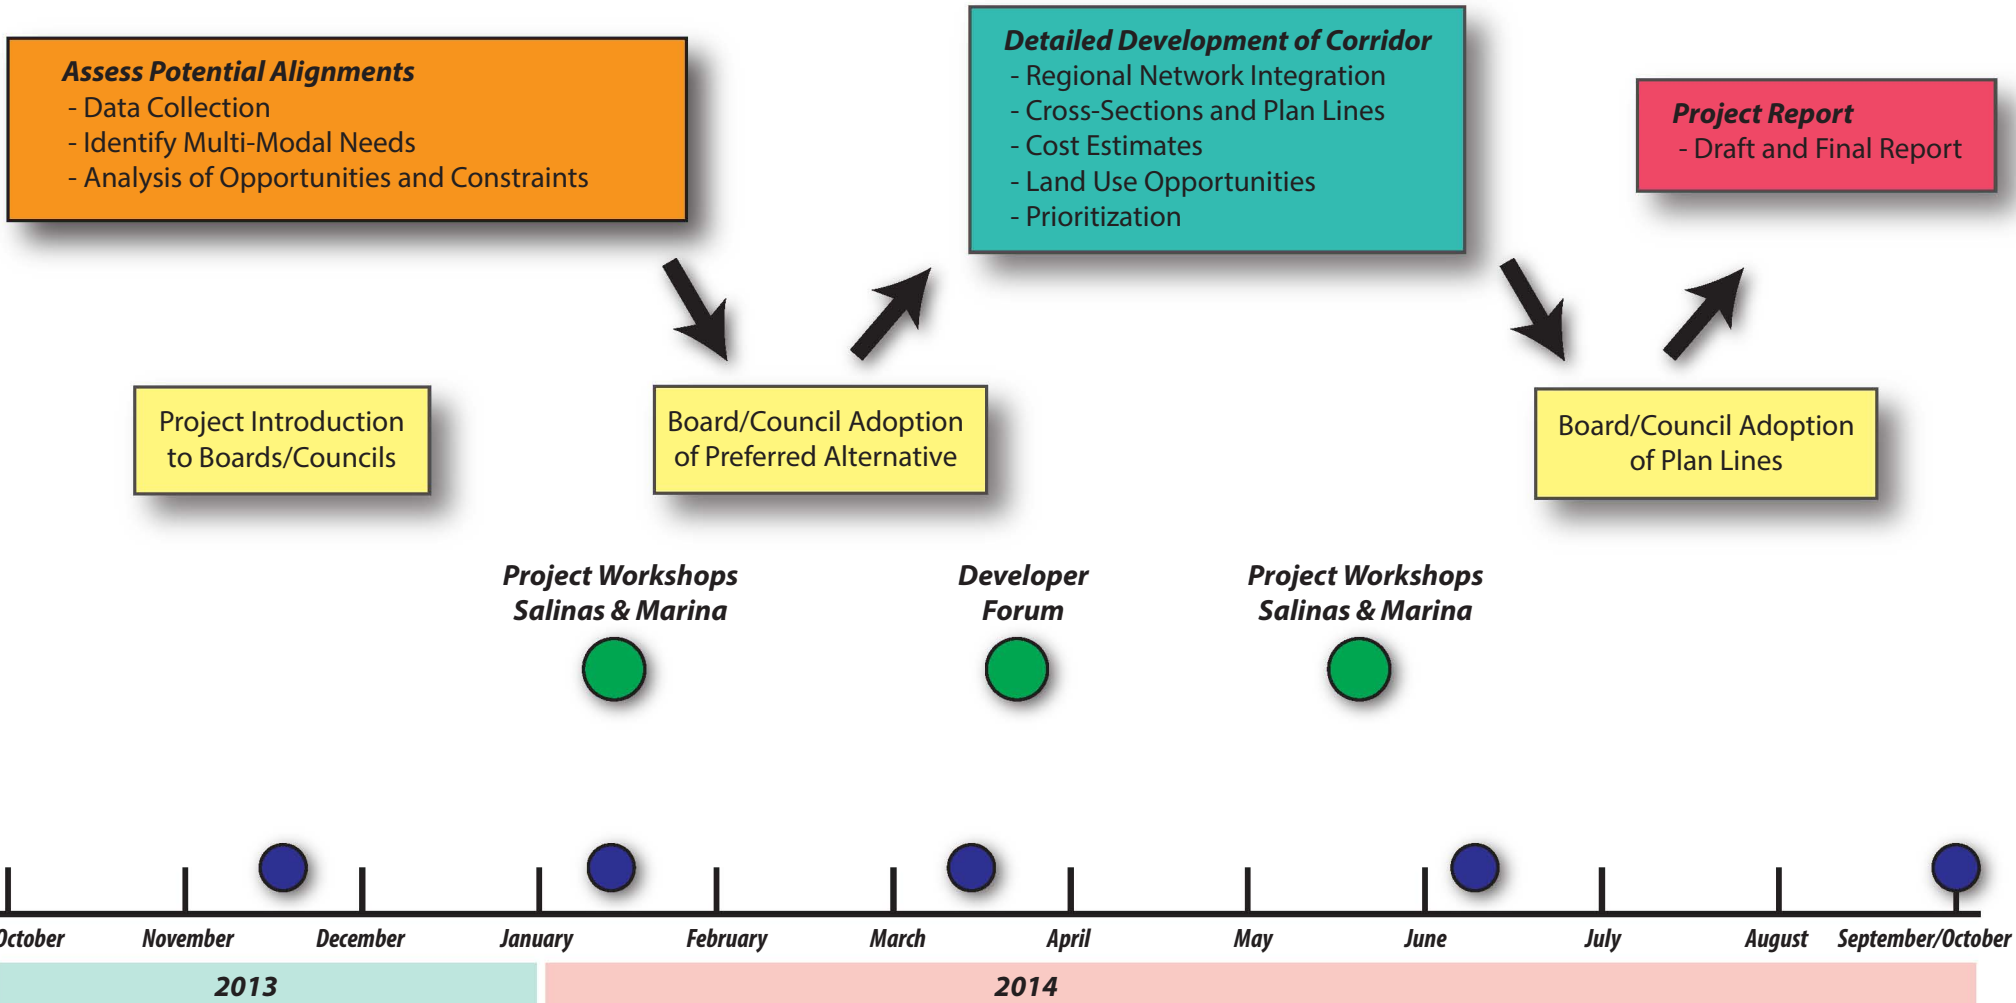 Assess Potential Alignments
- Data Collection
- Identify Multi-Modal Needs
- Analysis of Opportunities and Constraints
Detailed Development of Corridor
- Regional Network Integration
- Cross-Sections and Plan Lines
- Cost Estimates
- Land Use Opportunities
- Prioritization
Project Report
- Draft and Final Report
Project Introduction
to Boards/Councils
Board/Council Adoption
of Preferred Alternative
Board/Council Adoption
of Plan Lines
Project Workshops
Salinas & Marina
Developer
Forum
Project Workshops
Salinas & Marina
October November December January February March April May June July August September/October
2013 2014